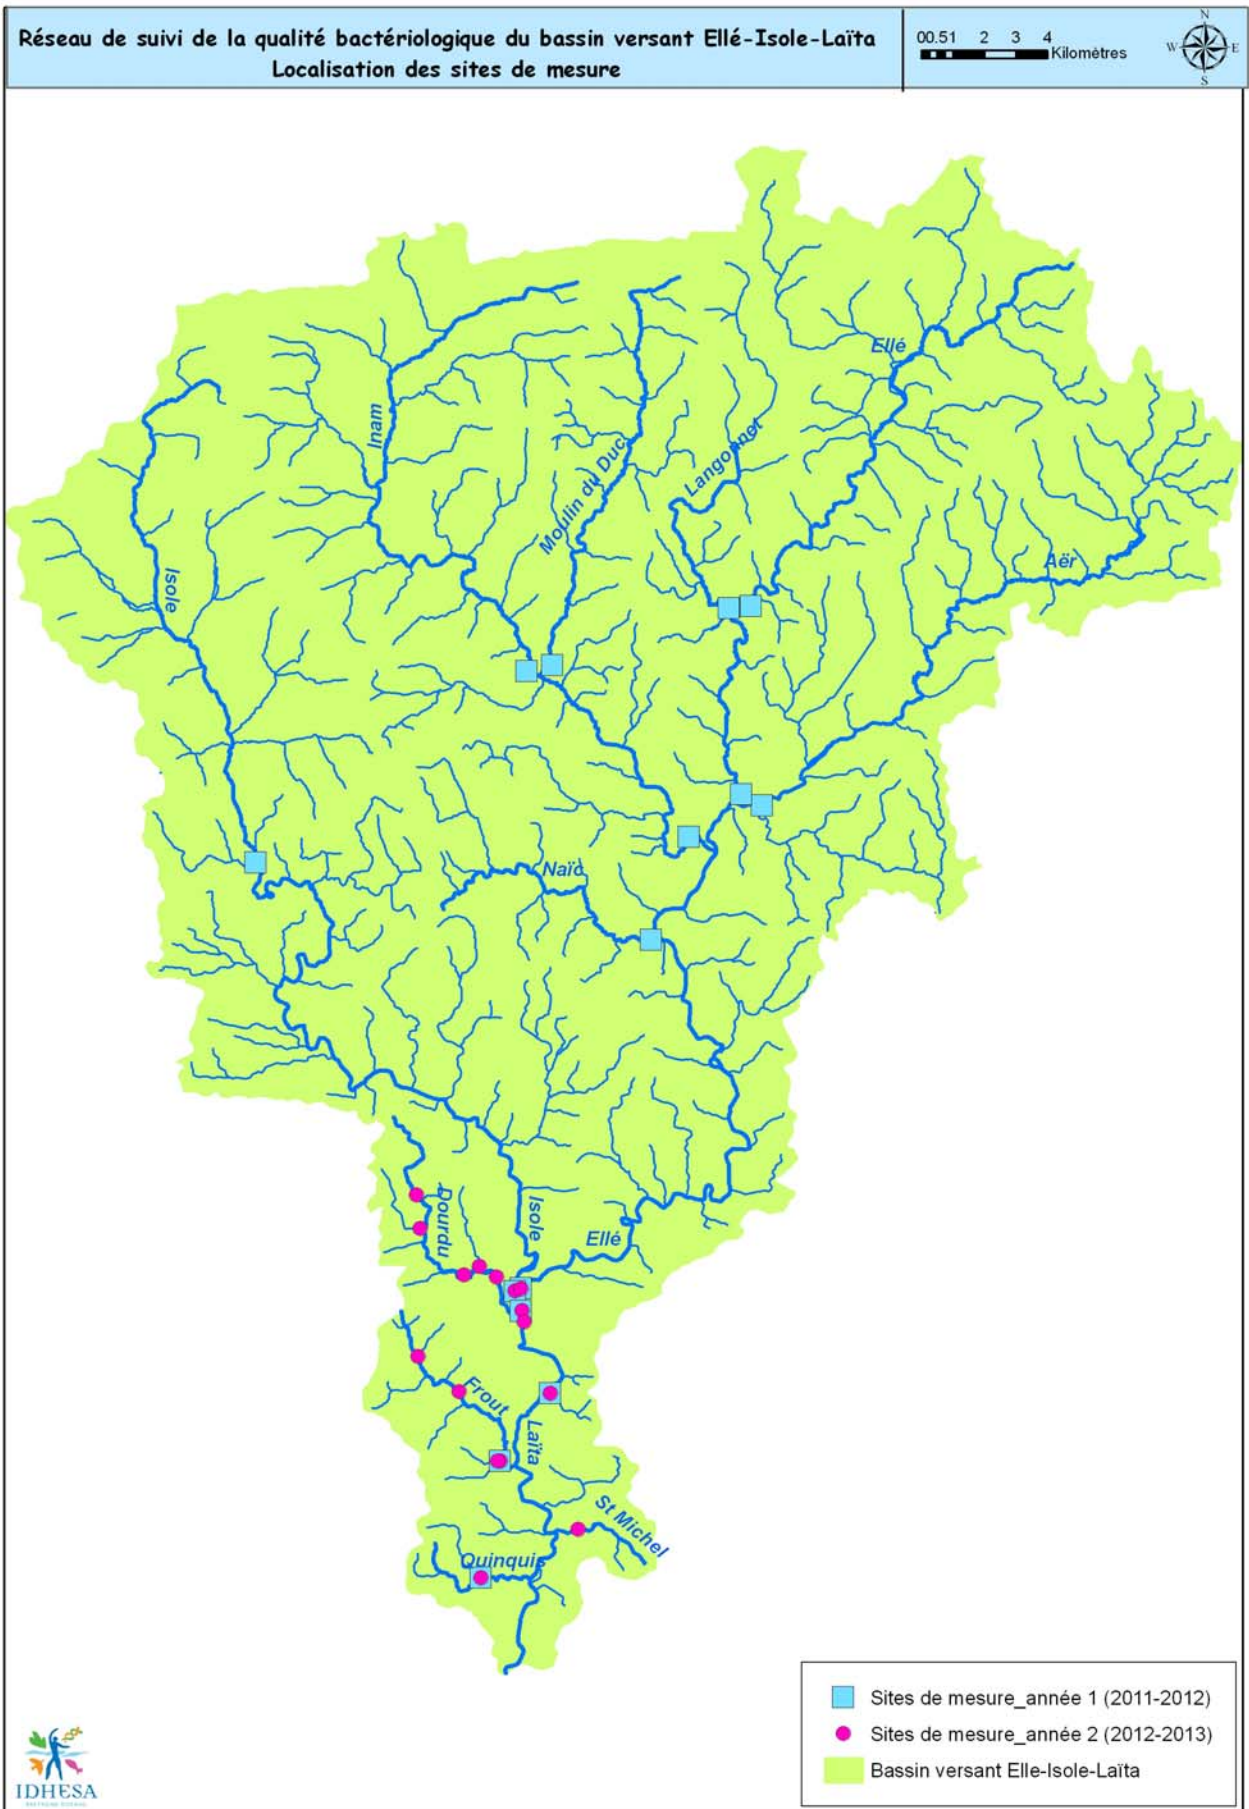 Réseau de suivi de la qualité bactériologique du bassin versant Ellé-Isole-Laïta
Localisation des sites de mesure
00.51 2 3 4
Kilomètres
N
W E
S
Ellé
Inam
Langonnet
Moulin du Duc
Aër
Isole
Naïc
Dourdu
Isole
Ellé
Frout
Laïta
St Michel
Quinquis
Sites de mesure_année 1 (2011-2012)
Sites de mesure_année 2 (2012-2013)
Bassin versant Elle-Isole-Laïta
IDHESA